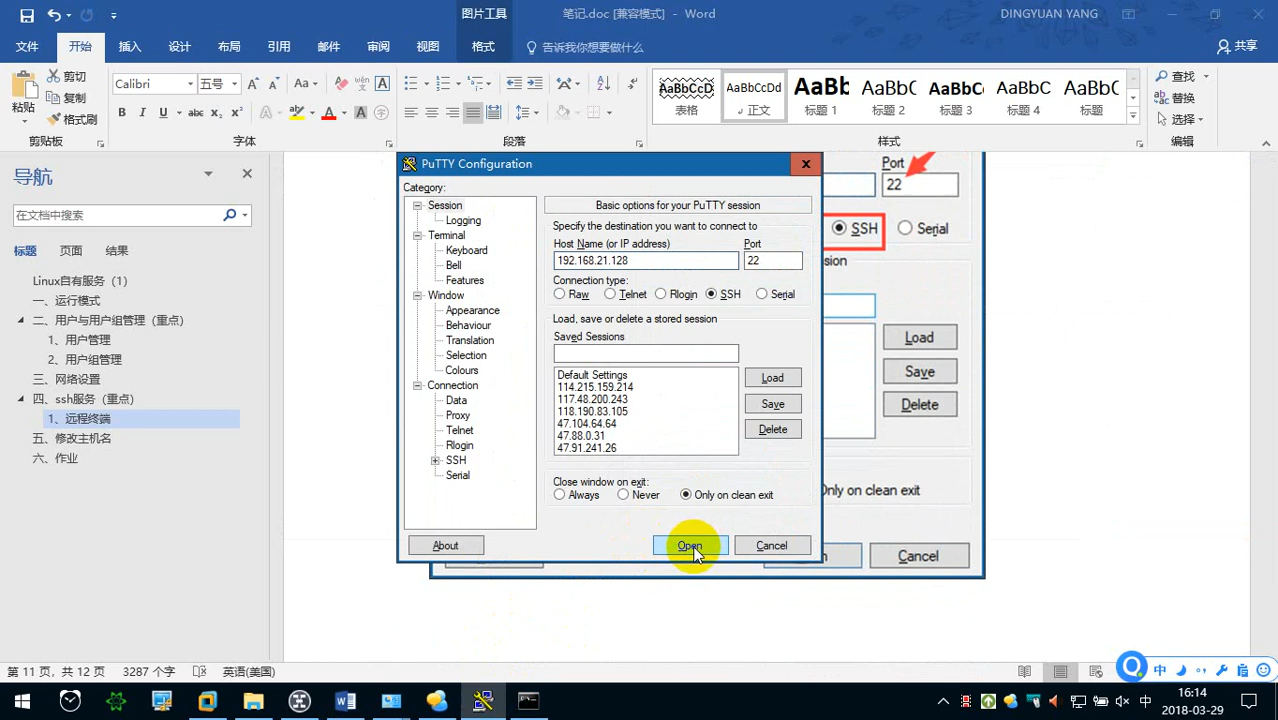 图片工具
笔记.doc [兼容模式] - Word
DINGYUAN YANG
文件 开始 插入 设计 布局 引用 邮件 审阅 视图 格式 告诉我你想要做什么 共享
粘贴
剪切
复制
格式刷
Calibri 五号
剪贴板 字体 段落 样式 编辑
AaBbCcD 表格
AaBbCcDd 正文
AaBb 标题 1
AaBbC 标题 2
AaBbC 标题 3
AaBbC 标题 4
AaBbC 标题
查找
替换
选择
导航
在文档中搜索
标题 页面 结果
Linux自有服务（1）
一、运行模式
二、用户与用户组管理（重点）
1、用户管理
2、用户组管理
三、网络设置
四、ssh服务（重点）
1、远程终端
五、修改主机名
六、作业
PuTTY Configuration
Category:
Session
Logging
Terminal
Keyboard
Bell
Features
Window
Appearance
Behaviour
Translation
Selection
Colours
Connection
Data
Proxy
Telnet
Rlogin
SSH
Serial
Basic options for your PuTTY session
Specify the destination you want to connect to
Host Name (or IP address) Port
192.168.21.128 22
Connection type:
Raw Telnet Rlogin SSH Serial
Load, save or delete a stored session
Saved Sessions
Default Settings
114.215.159.214
117.48.200.243
118.190.83.105
47.104.64.64
47.88.0.31
47.91.241.26
Load
Save
Delete
Close window on exit:
Always Never Only on clean exit
About Open Cancel
Port
22
SSH Serial
Load
Save
Delete
Only on clean exit
Cancel
第 11 页，共 12 页 3287 个字 英语(美国)
中
中
16:14
2018-03-29